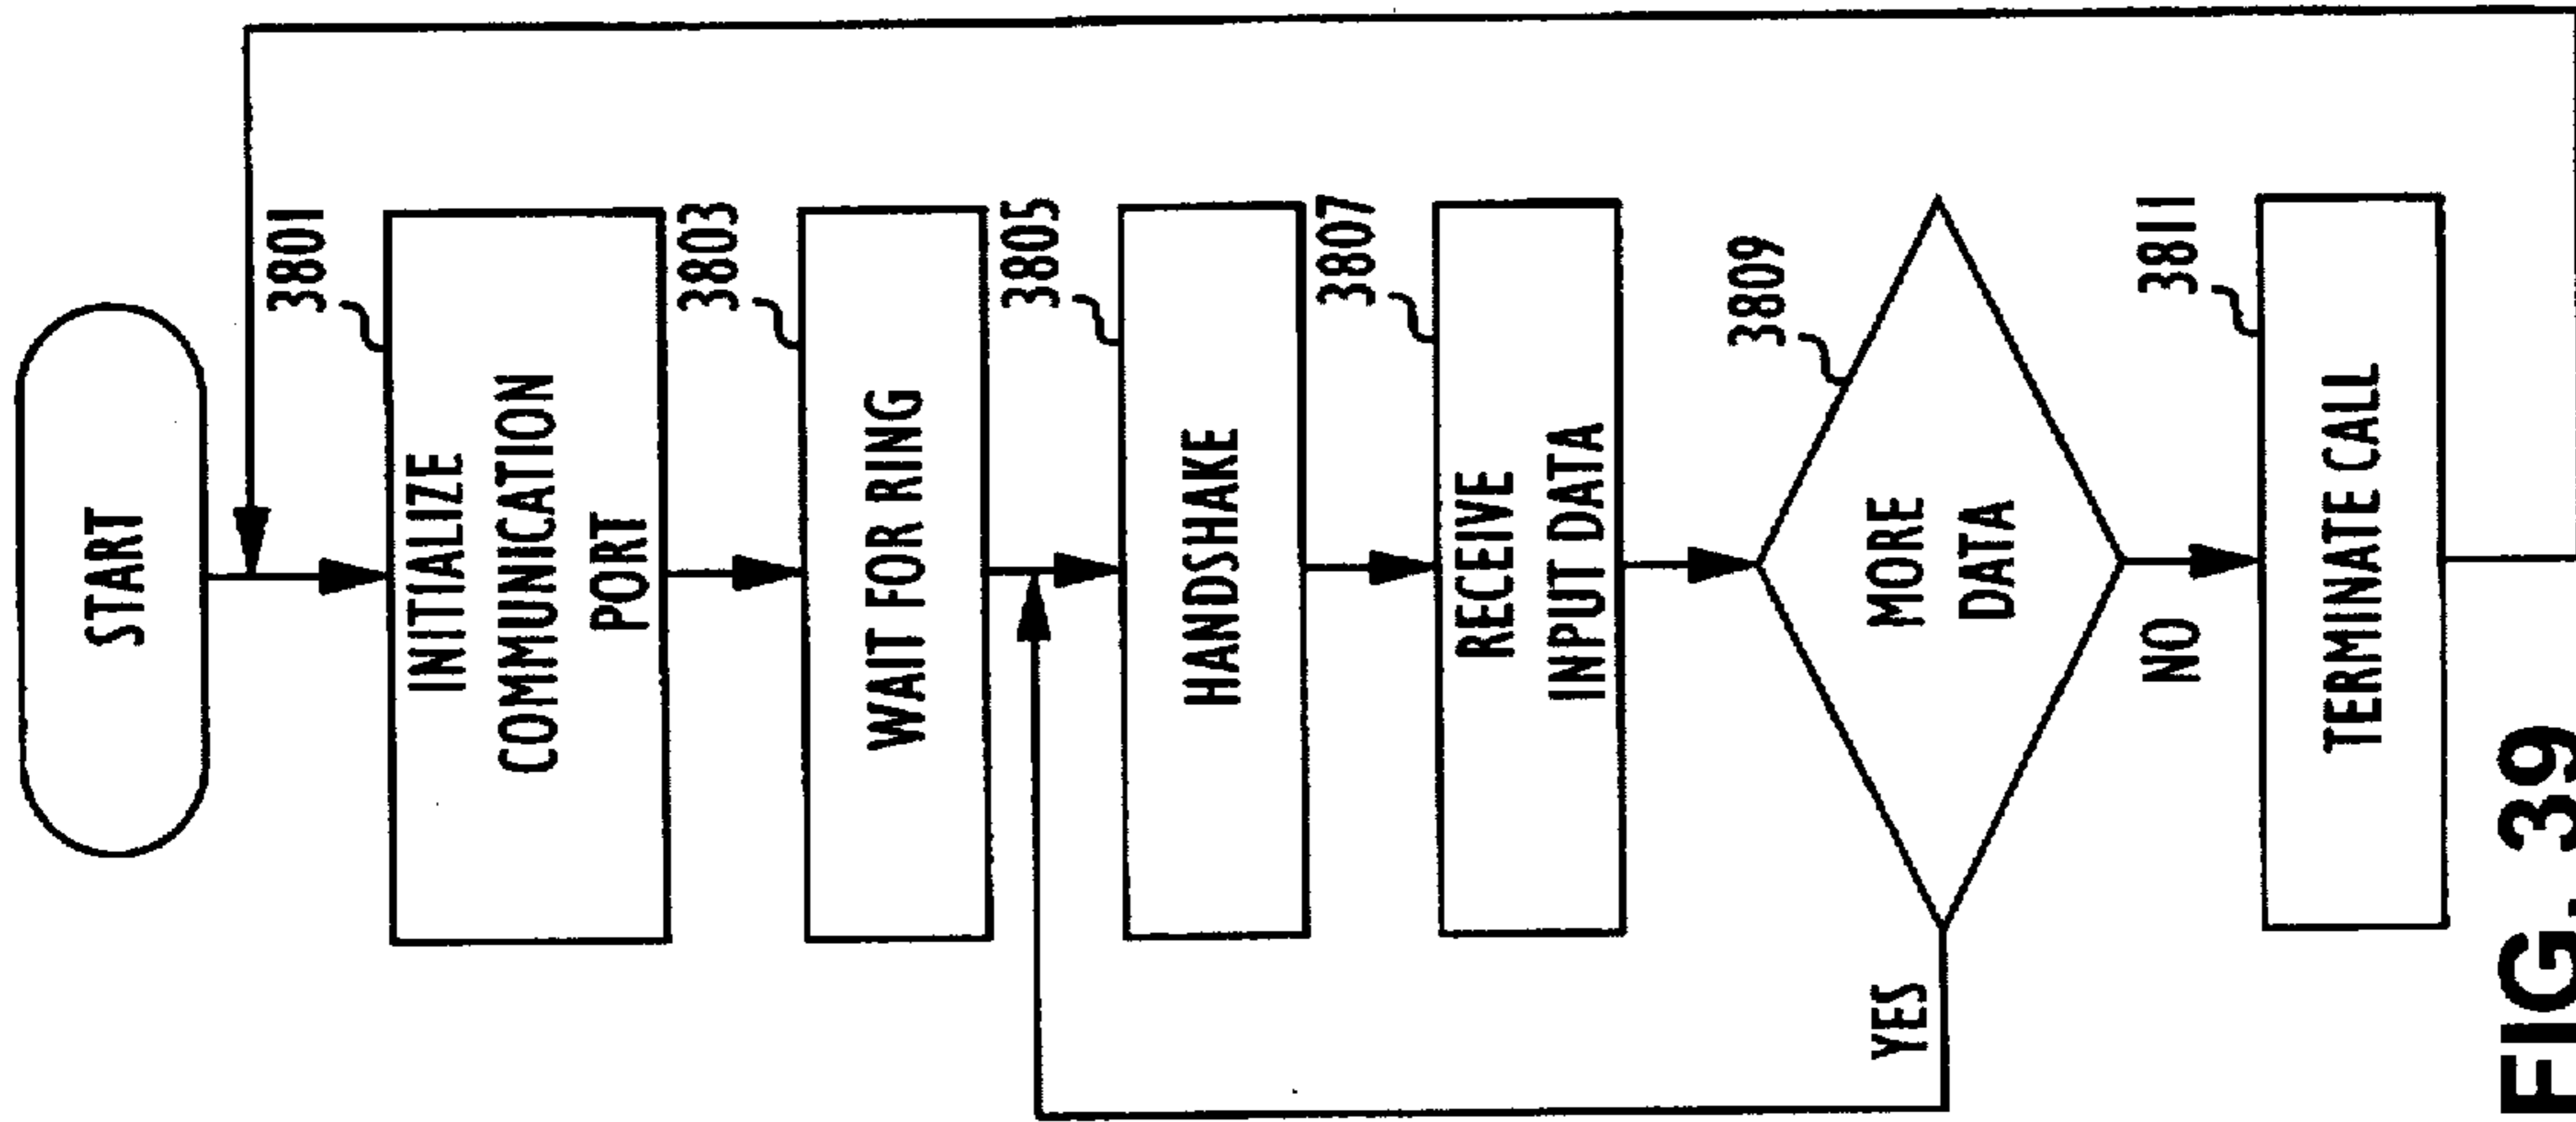 START
3801
INITIALIZE
COMMUNICATION
PORT
3803
WAIT FOR RING
3805
HANDSHAKE
3807
RECEIVE
INPUT DATA
3809
MORE
DATA
YES
NO
3811
TERMINATE CALL
FIG. 39